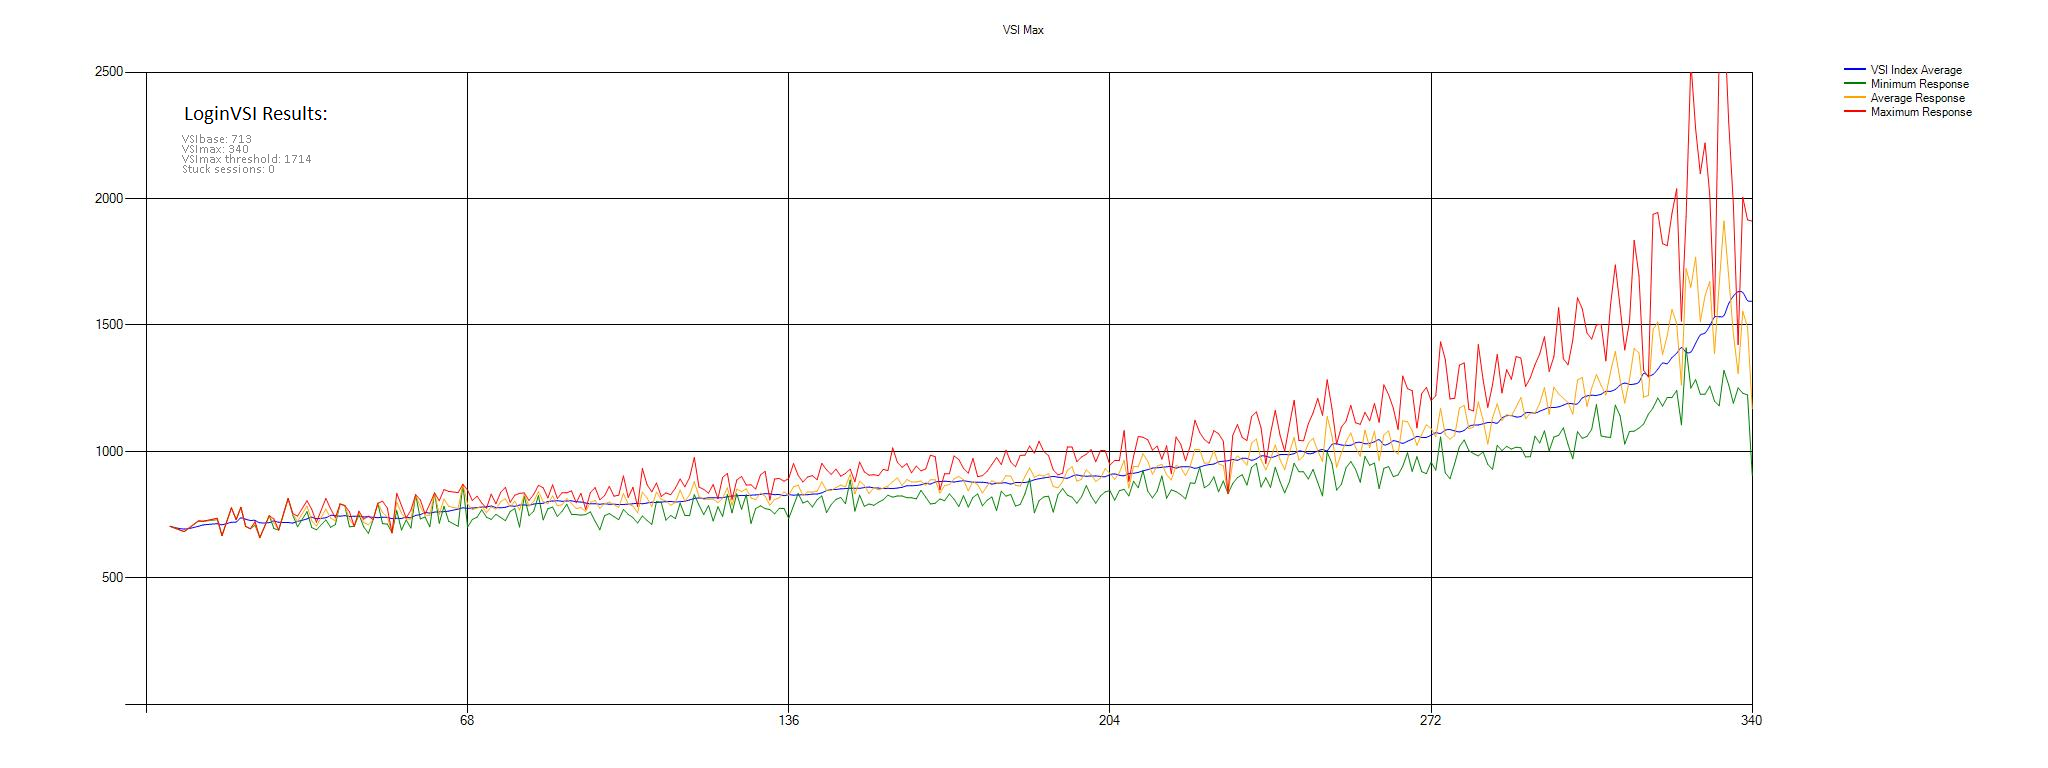 VSI Max
2500
2000
1500
1000
500
LoginVSI Results:
VSIbase: 713
VSImax: 340
VSImax threshold: 1714
Stuck sessions: 0
68
136
204
272
340
VSI Index Average
Minimum Response
Average Response
Maximum Response